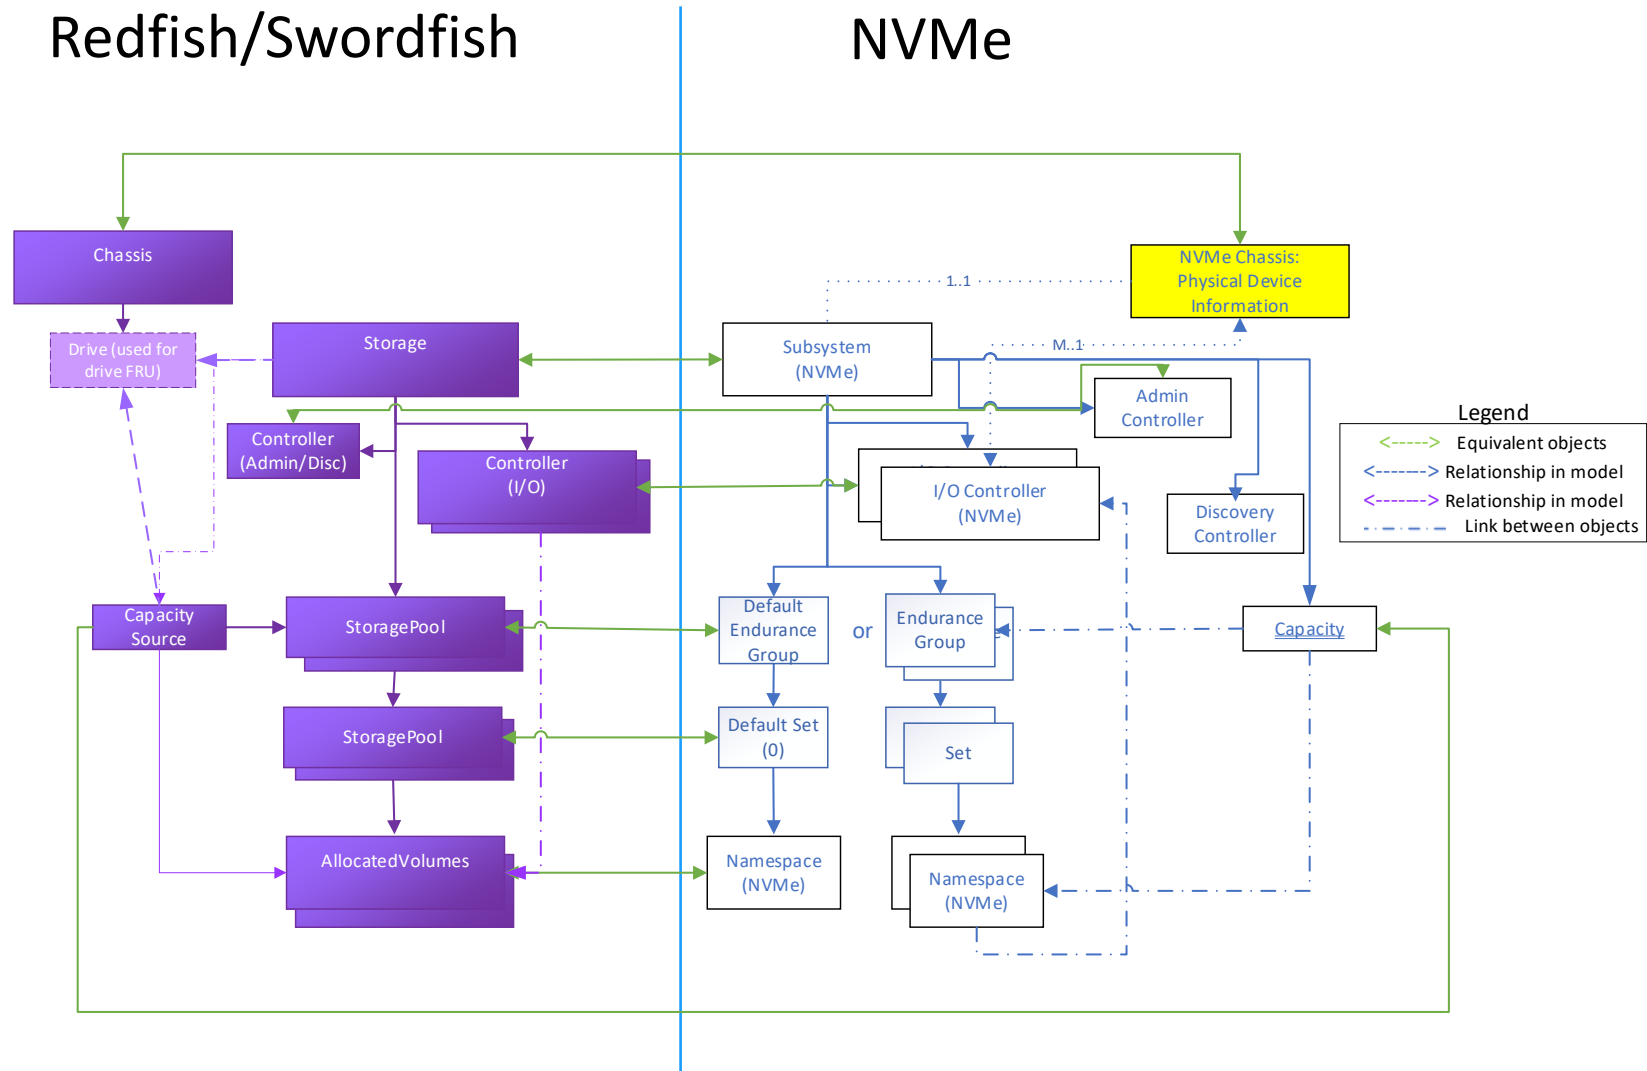 Redfish/Swordfish
NVMe
Chassis
NVMe Chassis:
Physical Device
Information
1..1
Drive (used for
drive FRU)
Storage
Subsystem
(NVMe)
M..1
Admin
Controller
Legend
Equivalent objects
Relationship in model
Relationship in model
Link between objects
Controller
(Admin/Disc)
Controller
(I/O)
I/O Controller
(NVMe)
Discovery
Controller
Capacity
Source
StoragePool
Default
Endurance
Group
or
Endurance
Group
Capacity
StoragePool
Default Set
(0)
Set
AllocatedVolumes
Namespace
(NVMe)
Namespace
(NVMe)